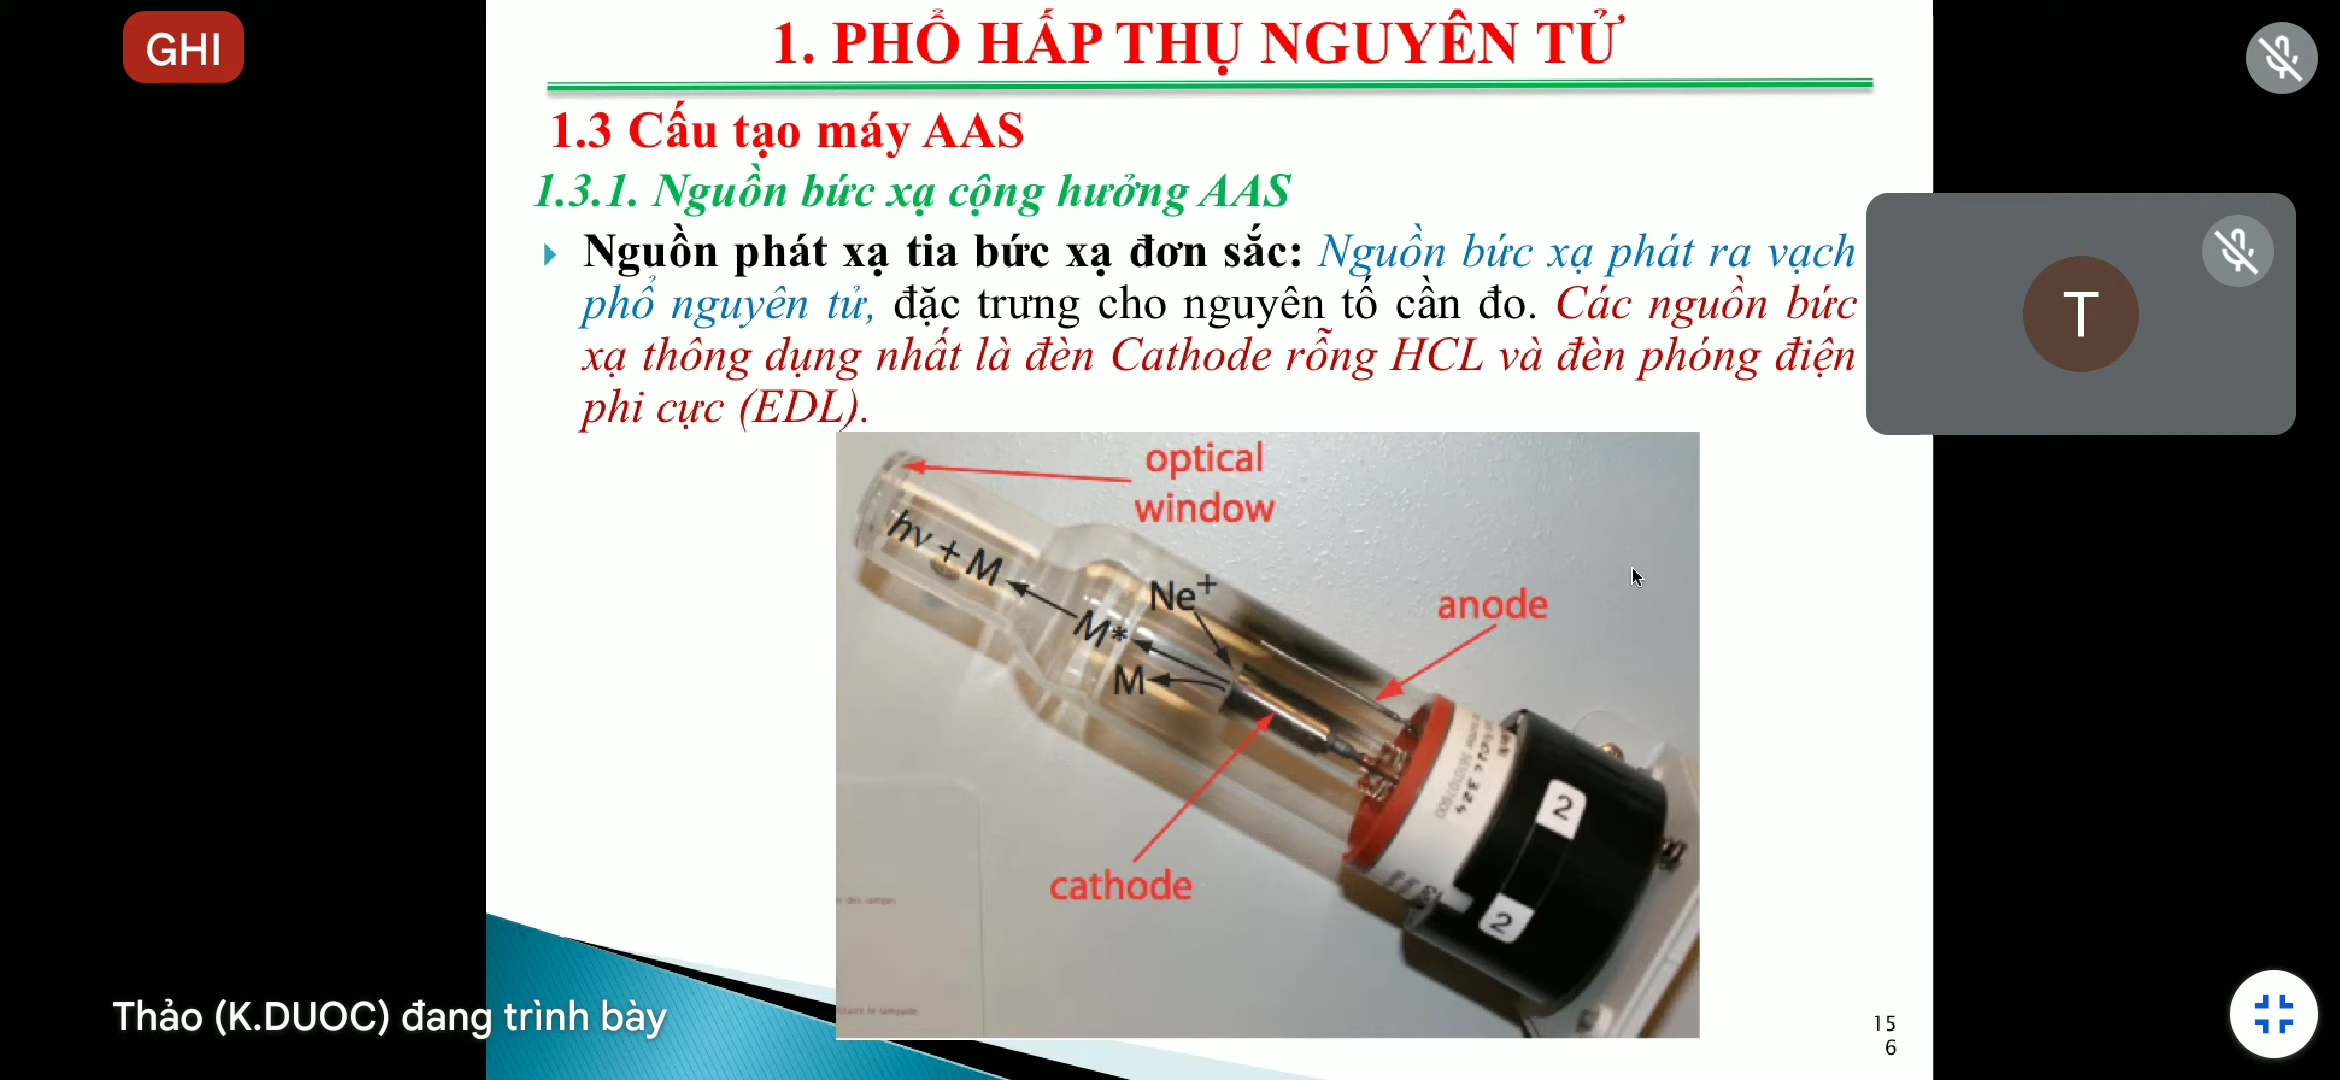 GHI
1. PHỔ HẤP THỤ NGUYÊN TỬ
1.3 Cấu tạo máy AAS
1.3.1. Nguồn bức xạ cộng hưởng AAS
Nguồn phát xạ tia bức xạ đơn sắc: Nguồn bức xạ phát ra vạch
phổ nguyên tử, đặc trưng cho nguyên tố cần đo. Các nguồn bức
xạ thông dụng nhất là đèn Cathode rỗng HCL và đèn phóng điện
phi cực (EDL).
T
optical
window
hν + M
Ne+
M*
M
anode
cathode
2
2
Thảo (K.DUOC) đang trình bày
15
6